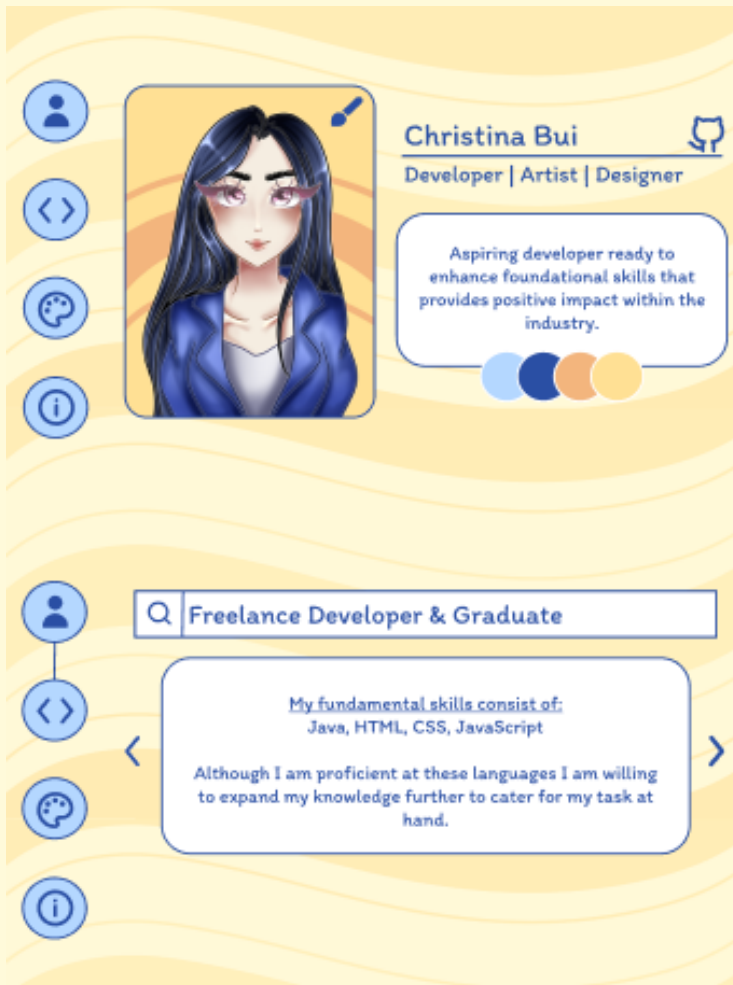 Christina Bui
Developer | Artist | Designer
Aspiring developer ready to
enhance foundational skills that
provides positive impact within the
industry.
Freelance Developer & Graduate
My fundamental skills consist of:
Java, HTML, CSS, JavaScript
Although I am proficient at these languages I am willing
to expand my knowledge further to cater for my task at
hand.